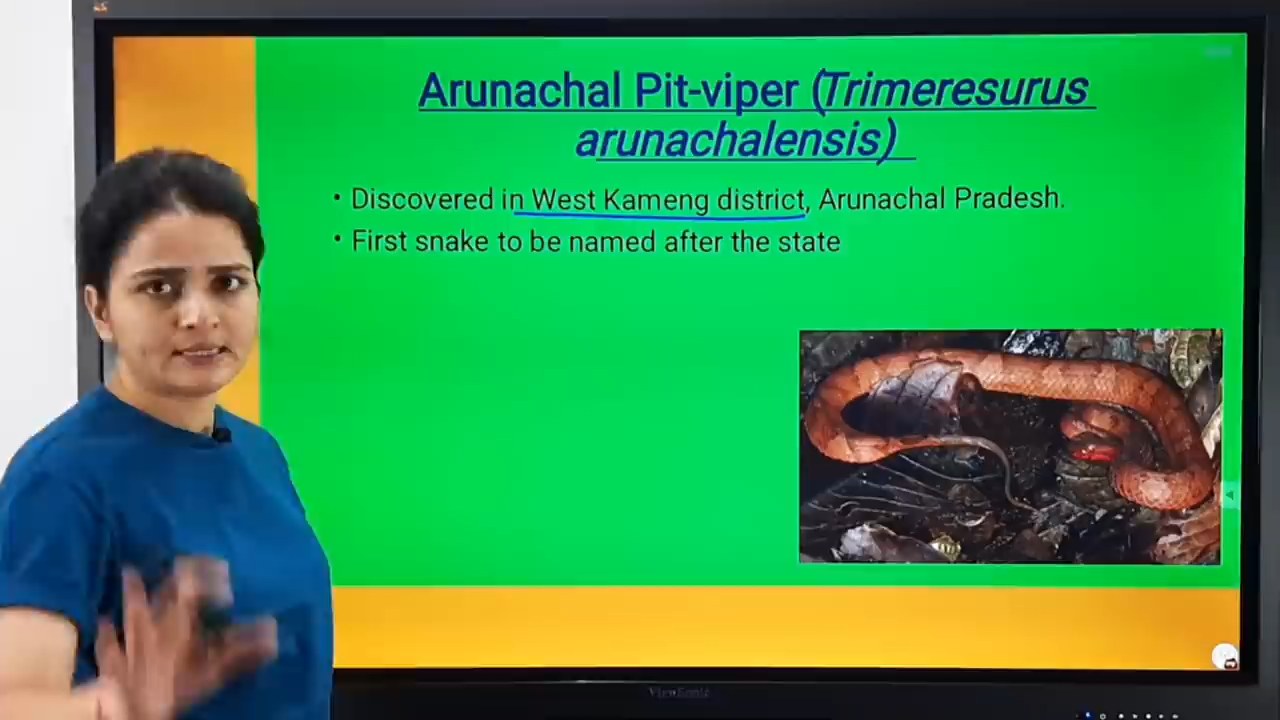 Arunachal Pit-viper (Trimeresurus
arunachalensis)
• Discovered in West Kameng district, Arunachal Pradesh.
• First snake to be named after the state
ViewSonic